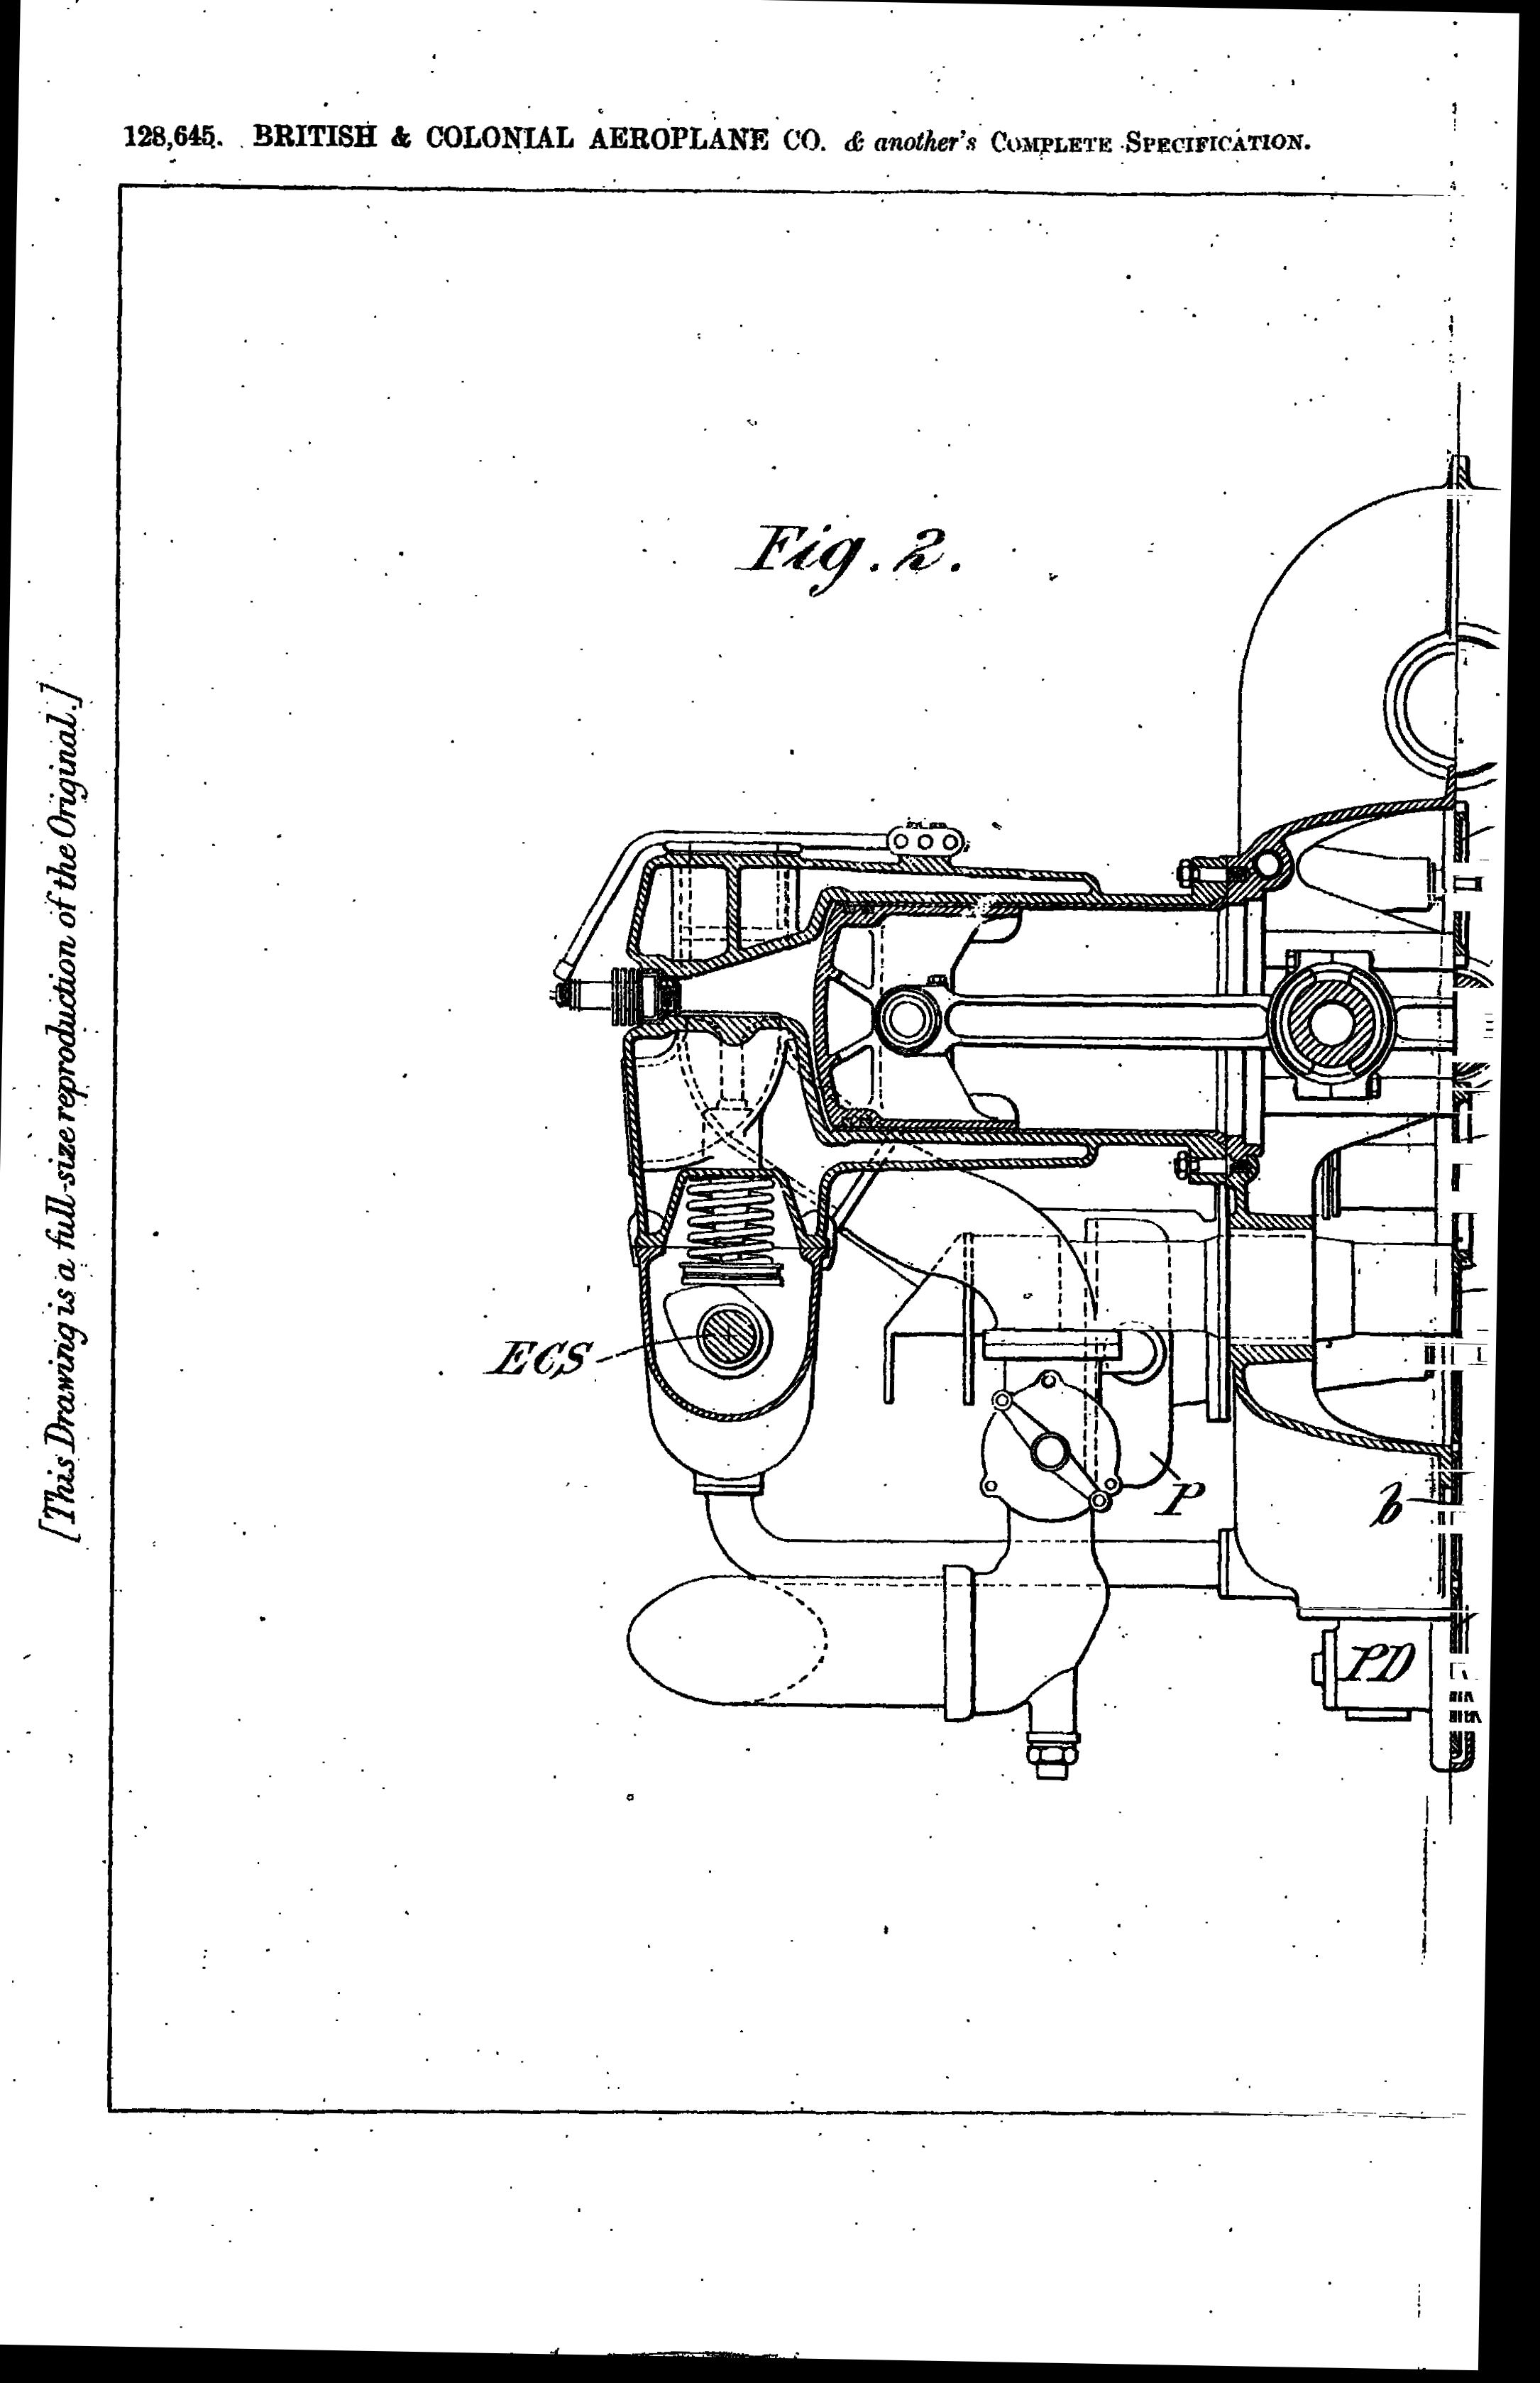 128,645. BRITISH & COLONIAL AEROPLANE CO. & another's COMPLETE SPECIFICATION.
[This Drawing is a full-size reproduction of the Original.]
Fig. 2.
ECS
P
b
PD